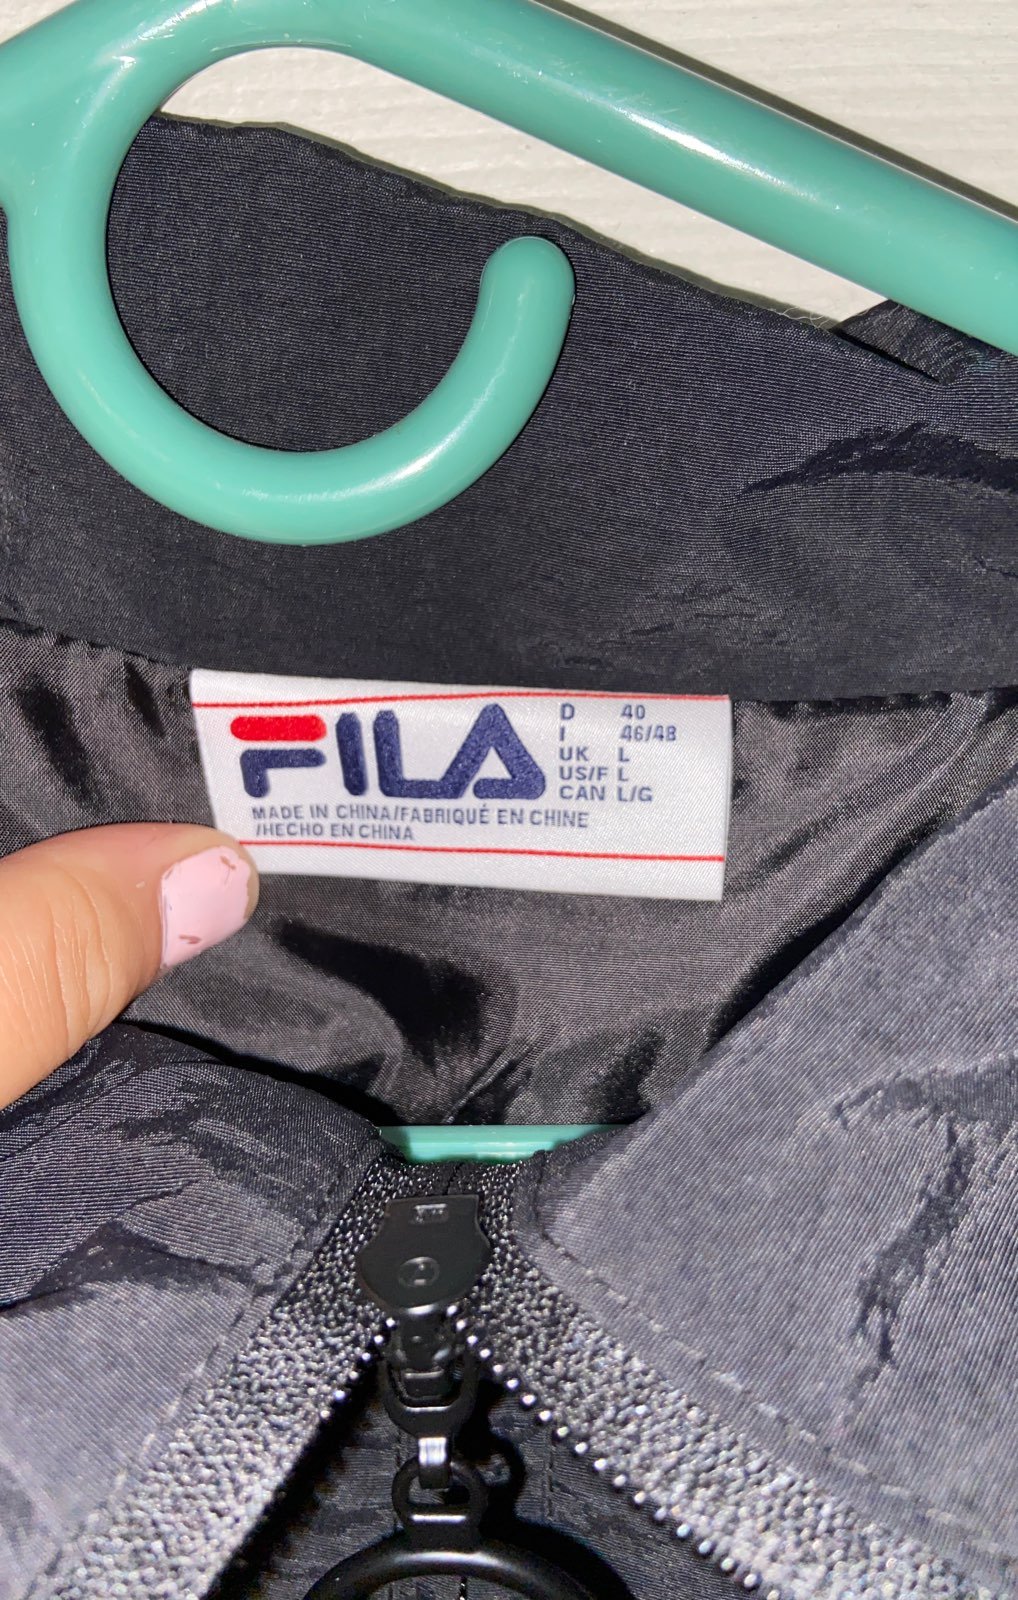 FILA
D 40
I 46/48
UK L
US/F L
CAN L/G
MADE IN CHINA/FABRIQUÉ EN CHINE
/HECHO EN CHINA